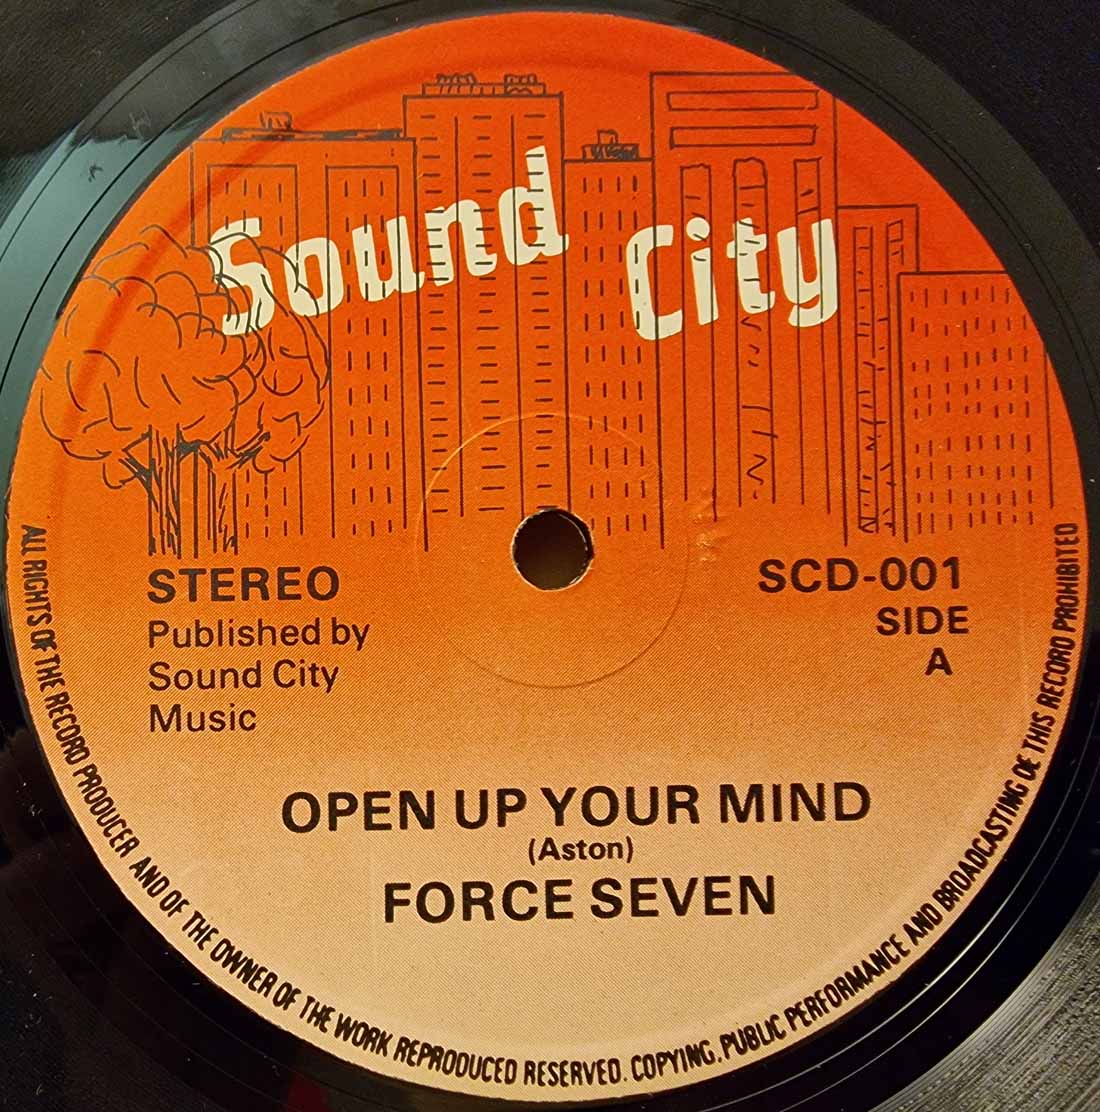 Sound City
STEREO
Published by
Sound City
Music
SCD-001
SIDE
A
OPEN UP YOUR MIND
(Aston)
FORCE SEVEN
ALL RIGHTS OF THE RECORD PRODUCER AND OF THE OWNER OF THE WORK REPRODUCED RESERVED. COPYING, PUBLIC PERFORMANCE AND BROADCASTING OE THIS RECORD PROHIBITED